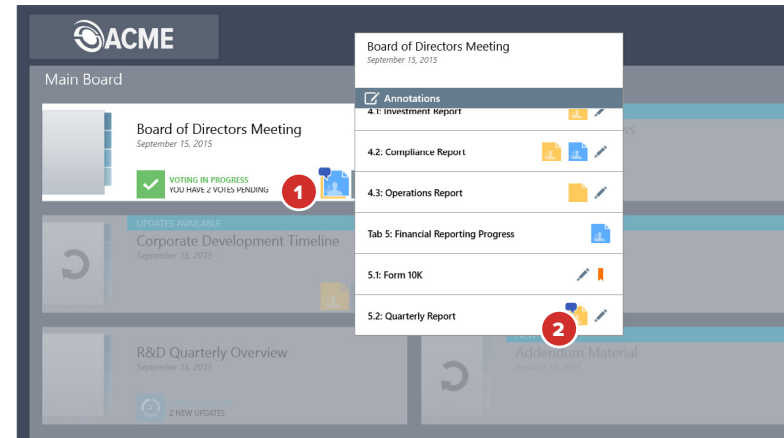 ACME
Main Board
Board of Directors Meeting
September 15, 2015
VOTING IN PROGRESS
YOU HAVE 2 VOTES PENDING
1
UPDATES AVAILABLE
Corporate Development Timeline
September 15, 2015
R&D Quarterly Overview
September 15, 2015
2
2 NEW UPDATES
Board of Directors Meeting
September 15, 2015
Annotations
4.1: Investment Report
4.2: Compliance Report
4.3: Operations Report
Tab 5: Financial Reporting Progress
5.1: Form 10K
5.2: Quarterly Report
2
NEW
Addendum Material